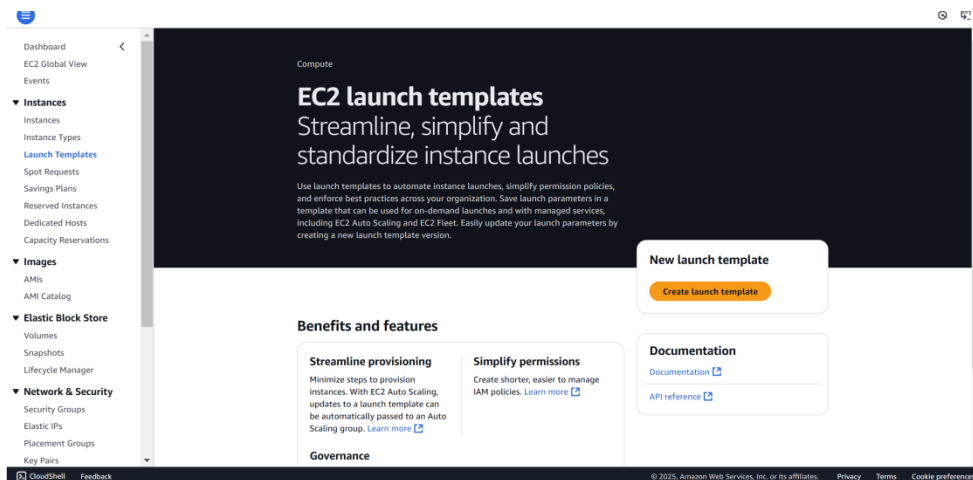 Dashboard
EC2 Global View
Events
Instances
Instances
Instance Types
Launch Templates
Spot Requests
Savings Plans
Reserved Instances
Dedicated Hosts
Capacity Reservations
Images
AMIs
AMI Catalog
Elastic Block Store
Volumes
Snapshots
Lifecycle Manager
Network & Security
Security Groups
Elastic IPs
Placement Groups
Key Pairs
Compute
EC2 launch templates
Streamline, simplify and
standardize instance launches
Use launch templates to automate instance launches, simplify permission policies,
and enforce best practices across your organization. Save launch parameters in a
template that can be used for on-demand launches and with managed services,
including EC2 Auto Scaling and EC2 Fleet. Easily update your launch parameters by
creating a new launch template version.
New launch template
Create launch template
Benefits and features
Streamline provisioning
Minimize steps to provision
instances. With EC2 Auto Scaling,
updates to a launch template can
be automatically passed to an Auto
Scaling group. Learn more
Simplify permissions
Create shorter, easier to manage
IAM policies. Learn more
Governance
Documentation
Documentation
API reference
CloudShell Feedback
© 2025, Amazon Web Services, Inc. or its affiliates. Privacy Terms Cookie preferences